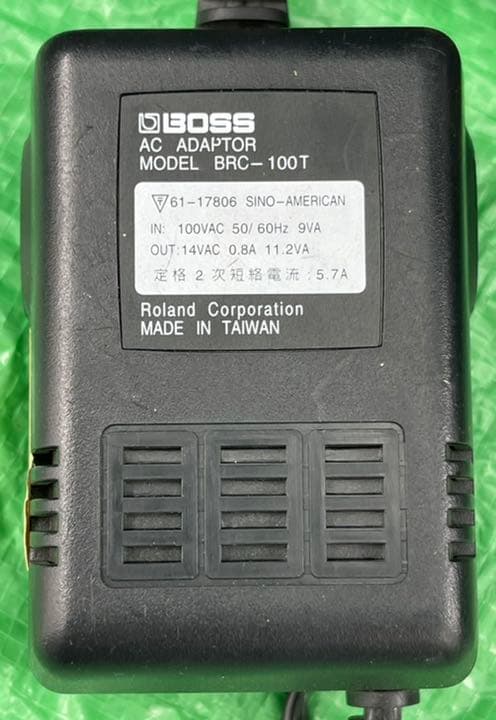 BOSS
AC ADAPTOR
MODEL BRC-100T
61-17806 SINO-AMERICAN
IN: 100VAC 50/60Hz 9VA
OUT:14VAC 0.8A 11.2VA
定格2次短絡電流:5.7A
Roland Corporation
MADE IN TAIWAN